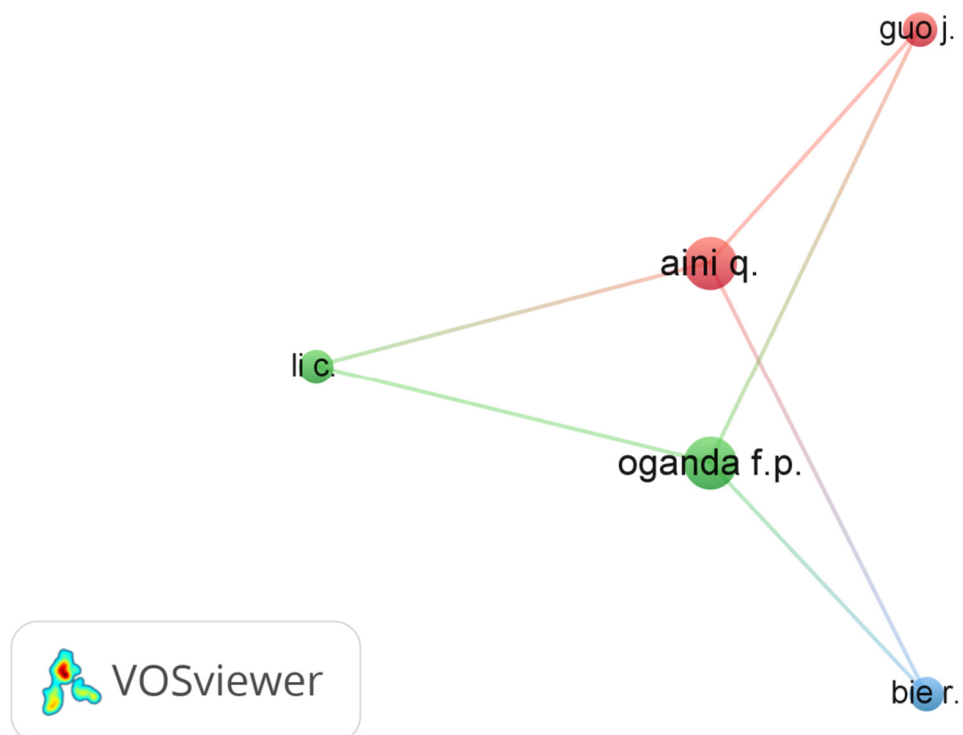 guo j.
aini q.
li c.
oganda f.p.
VOSviewer
bie r.